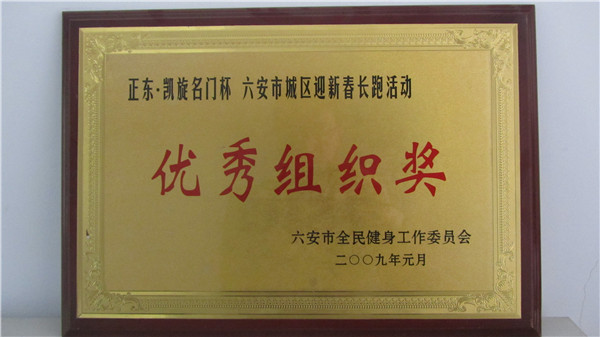 正东·凯旋名门杯 六安市城区迎新春长跑活动
优秀组织奖
六安市全民健身工作委员会
二〇〇九年元月